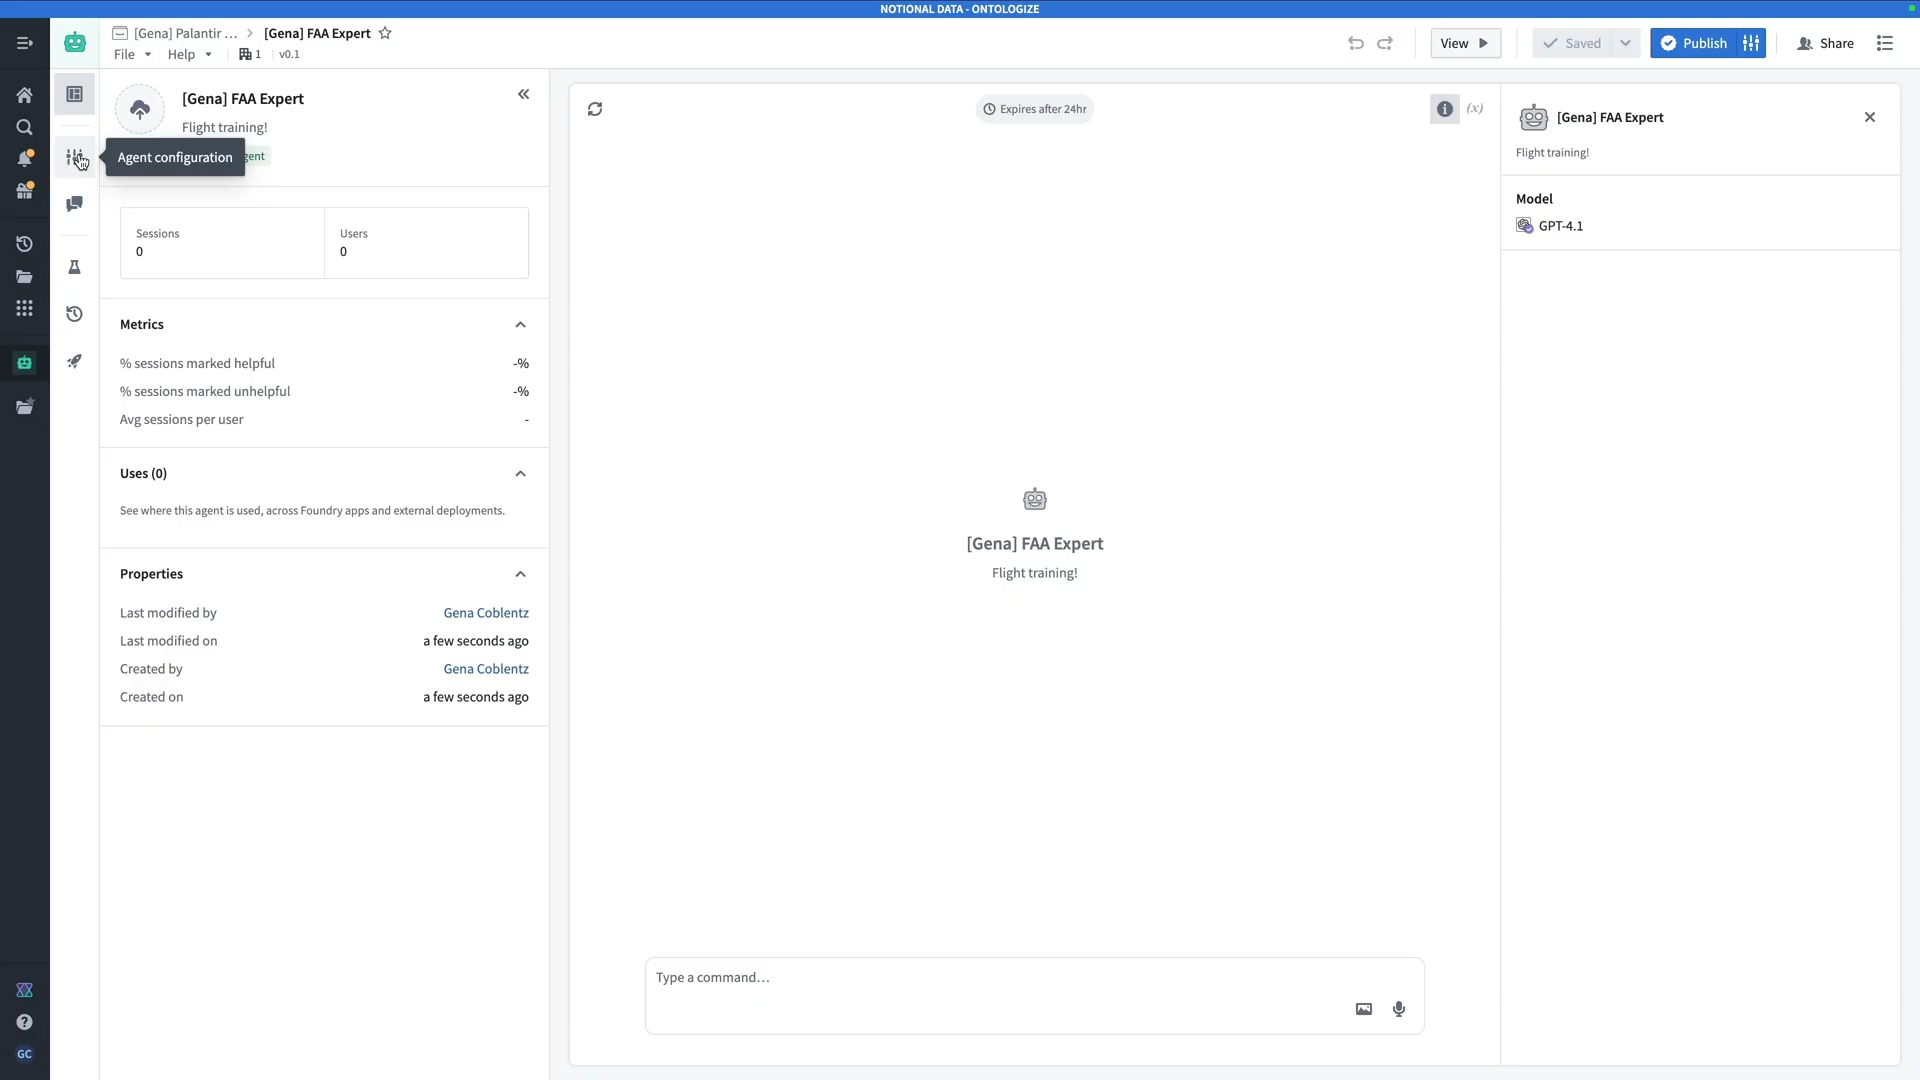 NOTIONAL DATA - ONTOLOGIZE
[Gena] Palantir ... > [Gena] FAA Expert
File Help 1 v0.1
View
Saved
Publish
Share
[Gena] FAA Expert
Flight training!
Agent configuration
gent
Sessions
0
Users
0
Metrics
% sessions marked helpful -%
% sessions marked unhelpful -%
Avg sessions per user -
Uses (0)
See where this agent is used, across Foundry apps and external deployments.
Properties
Last modified by Gena Coblentz
Last modified on a few seconds ago
Created by Gena Coblentz
Created on a few seconds ago
Expires after 24hr
(x)
[Gena] FAA Expert
Flight training!
Type a command...
[Gena] FAA Expert
Flight training!
Model
GPT-4.1
GC